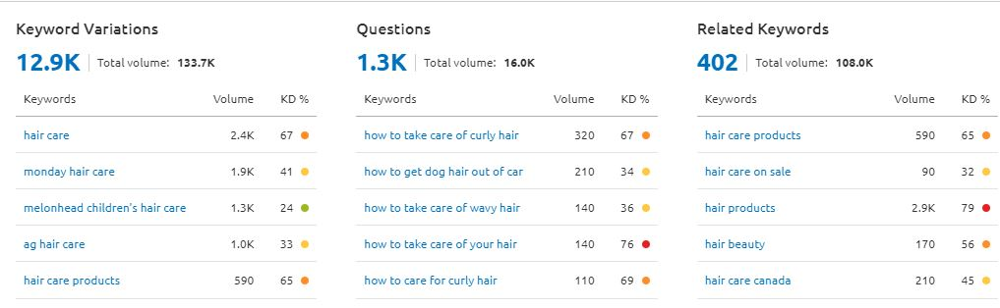 Keyword Variations
12.9K Total volume: 133.7K
Keywords Volume KD %
hair care 2.4K 67
monday hair care 1.9K 41
melonhead children's hair care 1.3K 24
ag hair care 1.0K 33
hair care products 590 65
Questions
1.3K Total volume: 16.0K
Keywords Volume KD %
how to take care of curly hair 320 67
how to get dog hair out of car 210 34
how to take care of wavy hair 140 36
how to take care of your hair 140 76
how to care for curly hair 110 69
Related Keywords
402 Total volume: 108.0K
Keywords Volume KD %
hair care products 590 65
hair care on sale 90 32
hair products 2.9K 79
hair beauty 170 56
hair care canada 210 45